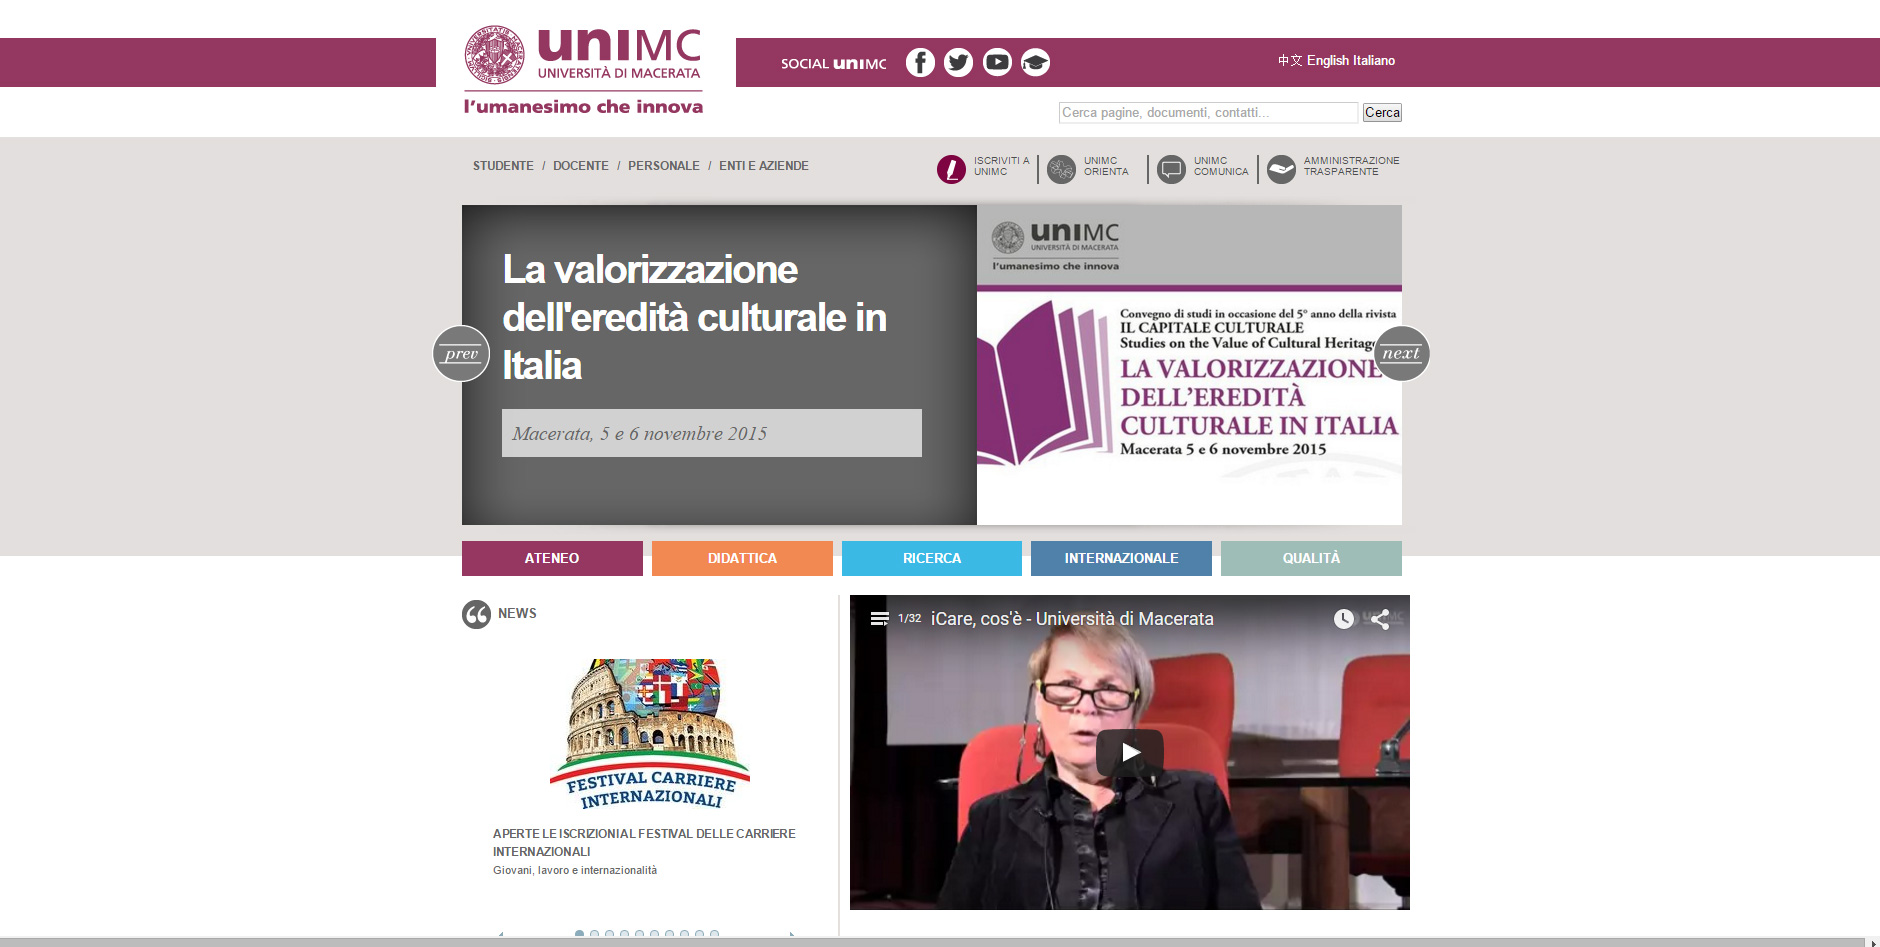 unIMC
UNIVERSITÀ DI MACERATA
l'umanesimo che innova
SOCIAL unIMC
中文 English Italiano
Cerca pagine, documenti, contatti...
Cerca
STUDENTE / DOCENTE / PERSONALE / ENTI E AZIENDE
ISCRIVITI A
UNIMC
UNIMC
ORIENTA
UNIMC
COMUNICA
AMMINISTRAZIONE
TRASPARENTE
La valorizzazione
dell'eredità culturale in
Italia
Macerata, 5 e 6 novembre 2015
prev
unIMC
UNIVERSITÀ DI MACERATA
l'umanesimo che innova
Convegno di studi in occasione del 5° anno della rivista
IL CAPITALE CULTURALE
Studies on the Value of Cultural Heritage
LA VALORIZZAZIONE
DELL'EREDITÀ
CULTURALE IN ITALIA
Macerata 5 e 6 novembre 2015
next
ATENEO
DIDATTICA
RICERCA
INTERNAZIONALE
QUALITÀ
NEWS
FESTIVAL CARRIERE
INTERNAZIONALI
APERTE LE ISCRIZIONI AL FESTIVAL DELLE CARRIERE
INTERNAZIONALI
Giovani, lavoro e internazionalità
1/32 iCare, cos'è - Università di Macerata